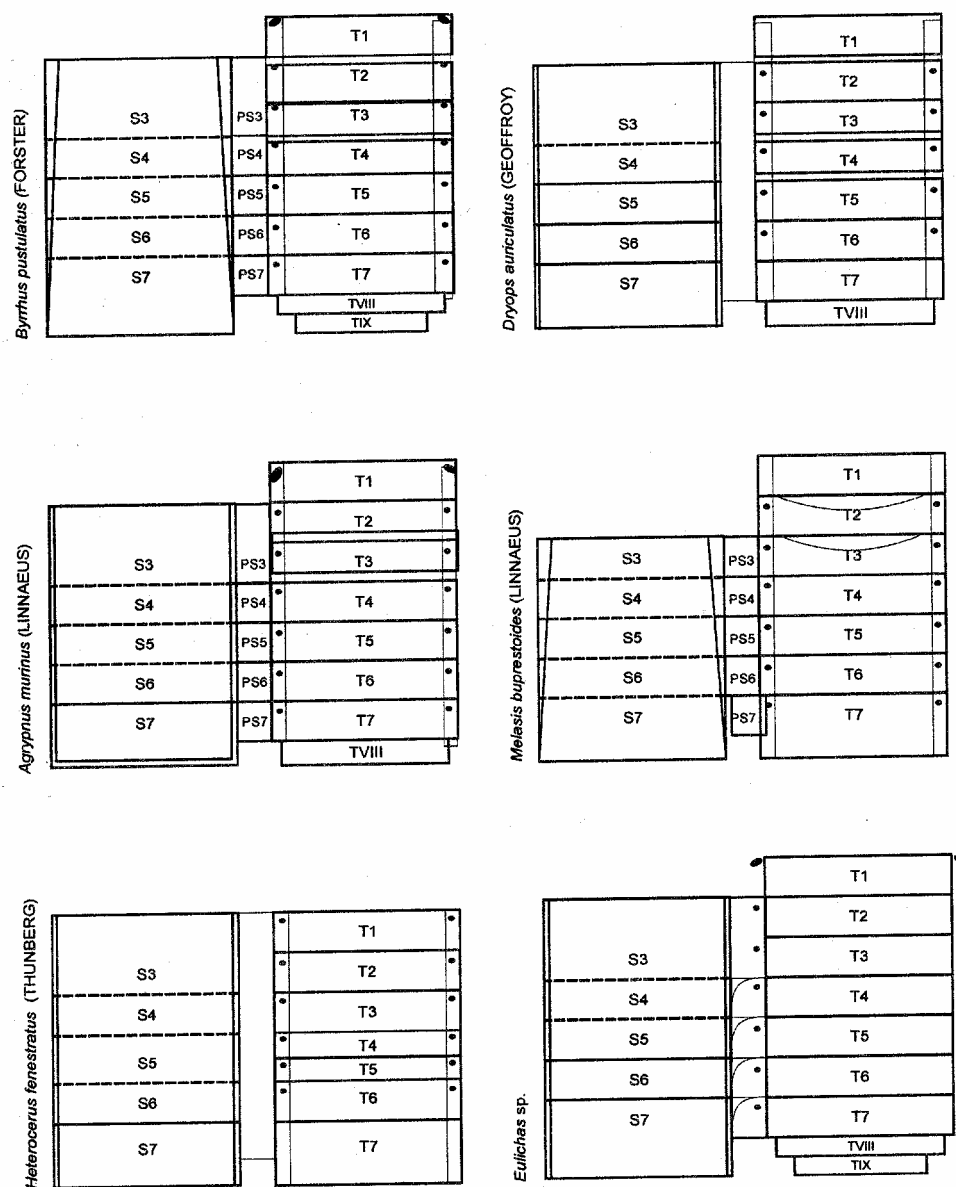 Byrrhus pustulatus (FORSTER)
S3
S4
S5
S6
S7
PS3
PS4
PS5
PS6
PS7
T1
T2
T3
T4
T5
T6
T7
TVIII
TIX
Dryops auriculatus (GEOFFROY)
S3
S4
S5
S6
S7
T1
T2
T3
T4
T5
T6
T7
TVIII
Agrypnus murinus (LINNAEUS)
S3
S4
S5
S6
S7
PS3
PS4
PS5
PS6
PS7
T1
T2
T3
T4
T5
T6
T7
TVIII
Melasis buprestoides (LINNAEUS)
S3
S4
S5
S6
S7
PS3
PS4
PS5
PS6
PS7
T1
T2
T3
T4
T5
T6
T7
Heterocerus fenestratus (THUNBERG)
S3
S4
S5
S6
S7
T1
T2
T3
T4
T5
T6
T7
Eulichas sp.
S3
S4
S5
S6
S7
T1
T2
T3
T4
T5
T6
T7
TVIII
TIX